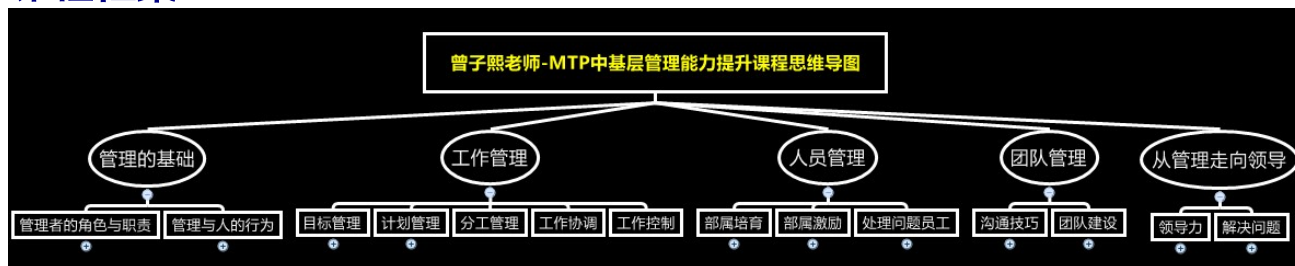 曾子熙老师-MTP中基层管理能力提升课程思维导图
管理的基础
工作管理
人员管理
团队管理
从管理走向领导
管理者的角色与职责
管理与人的行为
目标管理
计划管理
分工管理
工作协调
工作控制
部属培育
部属激励
处理问题员工
沟通技巧
团队建设
领导力
解决问题